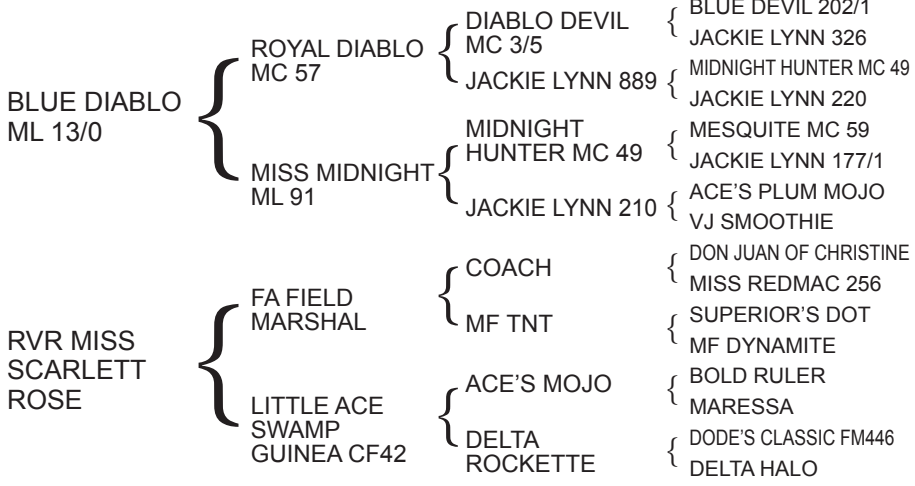 BLUE DIABLO
ML 13/0
ROYAL DIABLO
MC 57
DIABLO DEVIL
MC 3/5
BLUE DEVIL 202/1
JACKIE LYNN 326
JACKIE LYNN 889
MIDNIGHT HUNTER MC 49
JACKIE LYNN 220
MISS MIDNIGHT
ML 91
MIDNIGHT
HUNTER MC 49
MESQUITE MC 59
JACKIE LYNN 177/1
JACKIE LYNN 210
ACE'S PLUM MOJO
VJ SMOOTHIE
RVR MISS
SCARLETT
ROSE
FA FIELD
MARSHAL
COACH
DON JUAN OF CHRISTINE
MISS REDMAC 256
MF TNT
SUPERIOR'S DOT
MF DYNAMITE
LITTLE ACE
SWAMP
GUINEA CF42
ACE'S MOJO
BOLD RULER
MARESSA
DELTA
ROCKETTE
DODE'S CLASSIC FM446
DELTA HALO